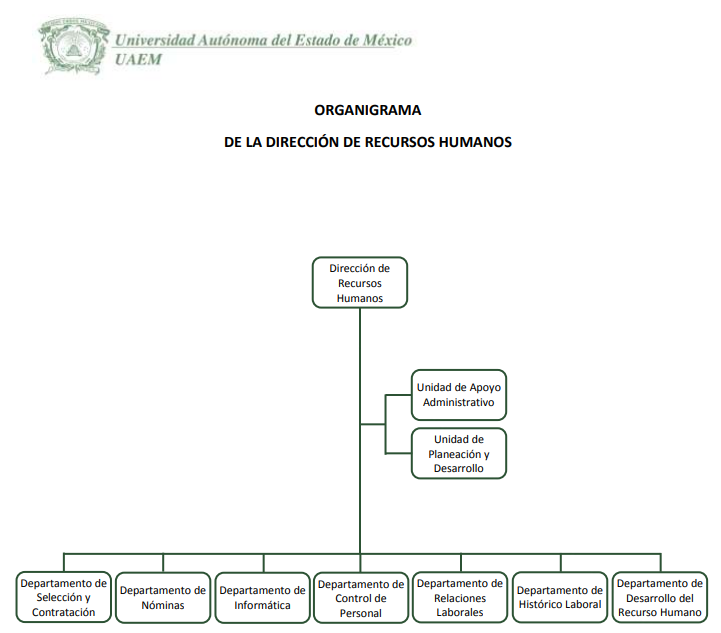 Universidad Autónoma del Estado de México
UAEM
ORGANIGRAMA
DE LA DIRECCIÓN DE RECURSOS HUMANOS
Dirección de
Recursos
Humanos
Unidad de Apoyo
Administrativo
Unidad de
Planeación y
Desarrollo
Departamento de
Selección y
Contratación
Departamento de
Nóminas
Departamento de
Informática
Departamento de
Control de
Personal
Departamento de
Relaciones
Laborales
Departamento de
Histórico Laboral
Departamento de
Desarrollo del
Recurso Humano